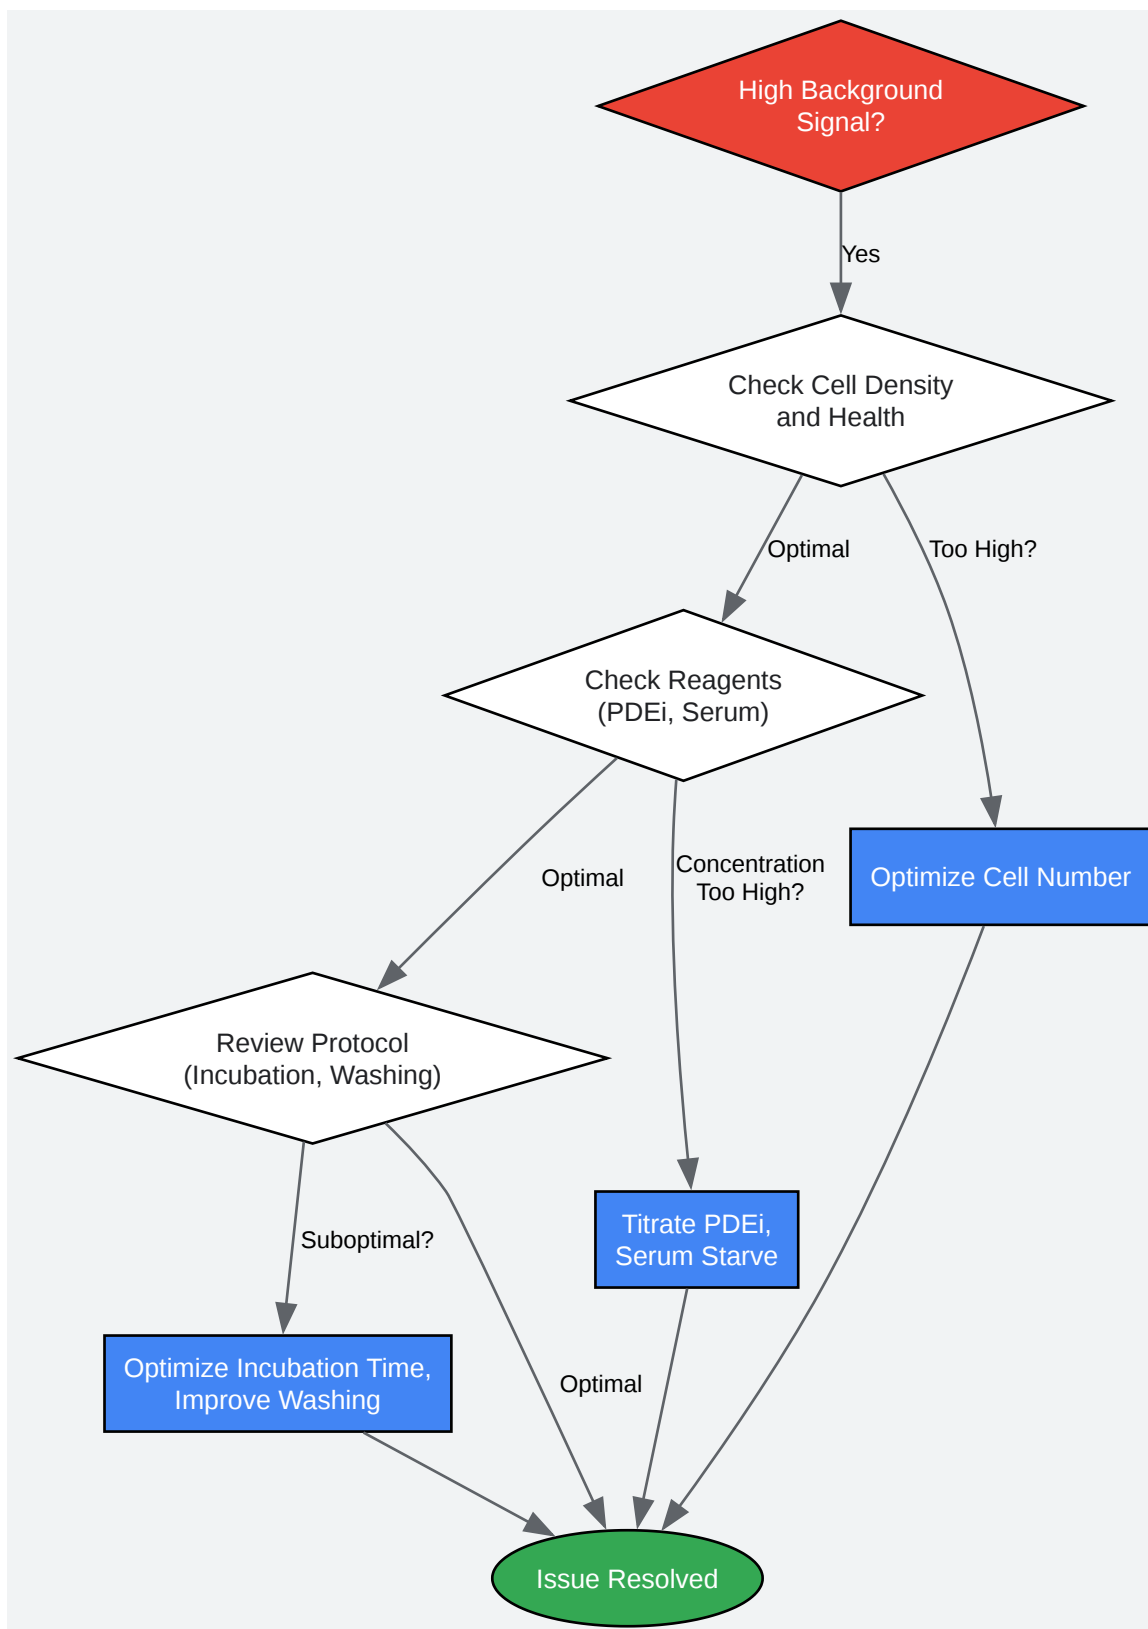 High Background
Signal?
Yes
Check Cell Density
and Health
Optimal
Too High?
Check Reagents
(PDEi, Serum)
Optimal
Concentration
Too High?
Optimize Cell Number
Review Protocol
(Incubation, Washing)
Suboptimal?
Titrate PDEi,
Serum Starve
Optimize Incubation Time,
Improve Washing
Optimal
Issue Resolved